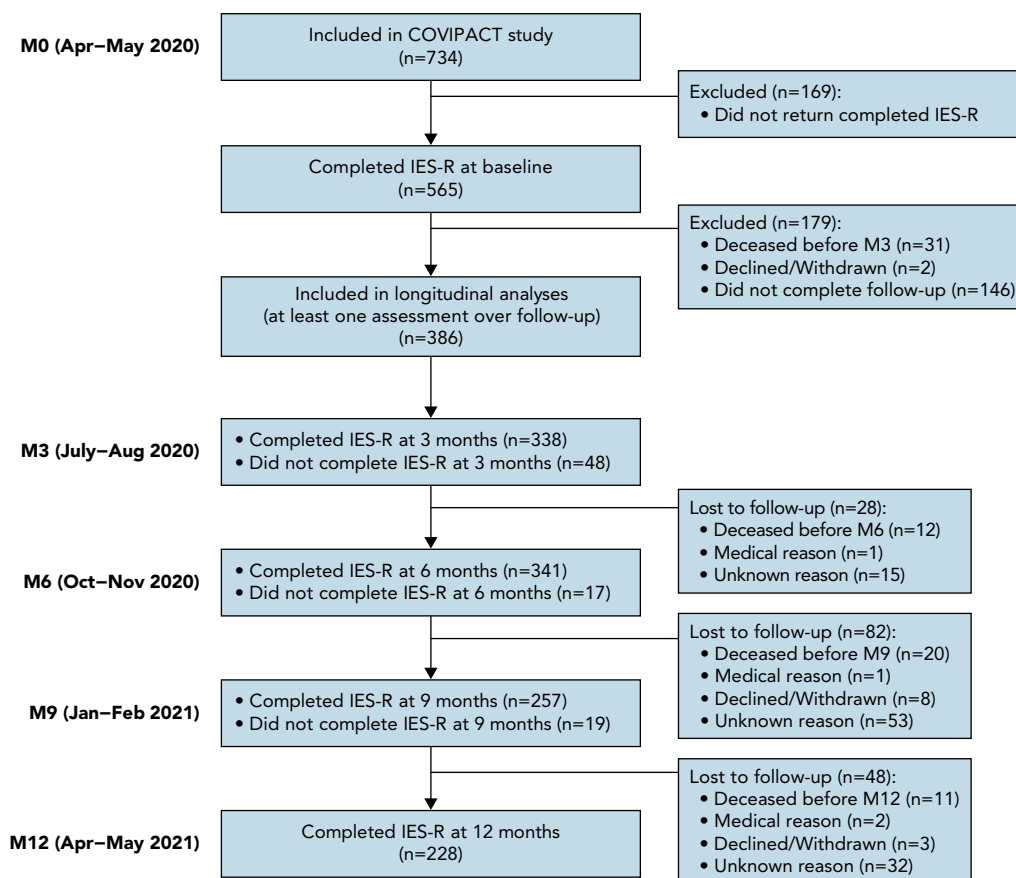 M0 (Apr–May 2020)
Included in COVIPACT study
(n=734)
Excluded (n=169):
• Did not return completed IES-R
Completed IES-R at baseline
(n=565)
Excluded (n=179):
• Deceased before M3 (n=31)
• Declined/Withdrawn (n=2)
• Did not complete follow-up (n=146)
Included in longitudinal analyses
(at least one assessment over follow-up)
(n=386)
M3 (July–Aug 2020)
• Completed IES-R at 3 months (n=338)
• Did not complete IES-R at 3 months (n=48)
Lost to follow-up (n=28):
• Deceased before M6 (n=12)
• Medical reason (n=1)
• Unknown reason (n=15)
M6 (Oct–Nov 2020)
• Completed IES-R at 6 months (n=341)
• Did not complete IES-R at 6 months (n=17)
Lost to follow-up (n=82):
• Deceased before M9 (n=20)
• Medical reason (n=1)
• Declined/Withdrawn (n=8)
• Unknown reason (n=53)
M9 (Jan–Feb 2021)
• Completed IES-R at 9 months (n=257)
• Did not complete IES-R at 9 months (n=19)
Lost to follow-up (n=48):
• Deceased before M12 (n=11)
• Medical reason (n=2)
• Declined/Withdrawn (n=3)
• Unknown reason (n=32)
M12 (Apr–May 2021)
Completed IES-R at 12 months
(n=228)